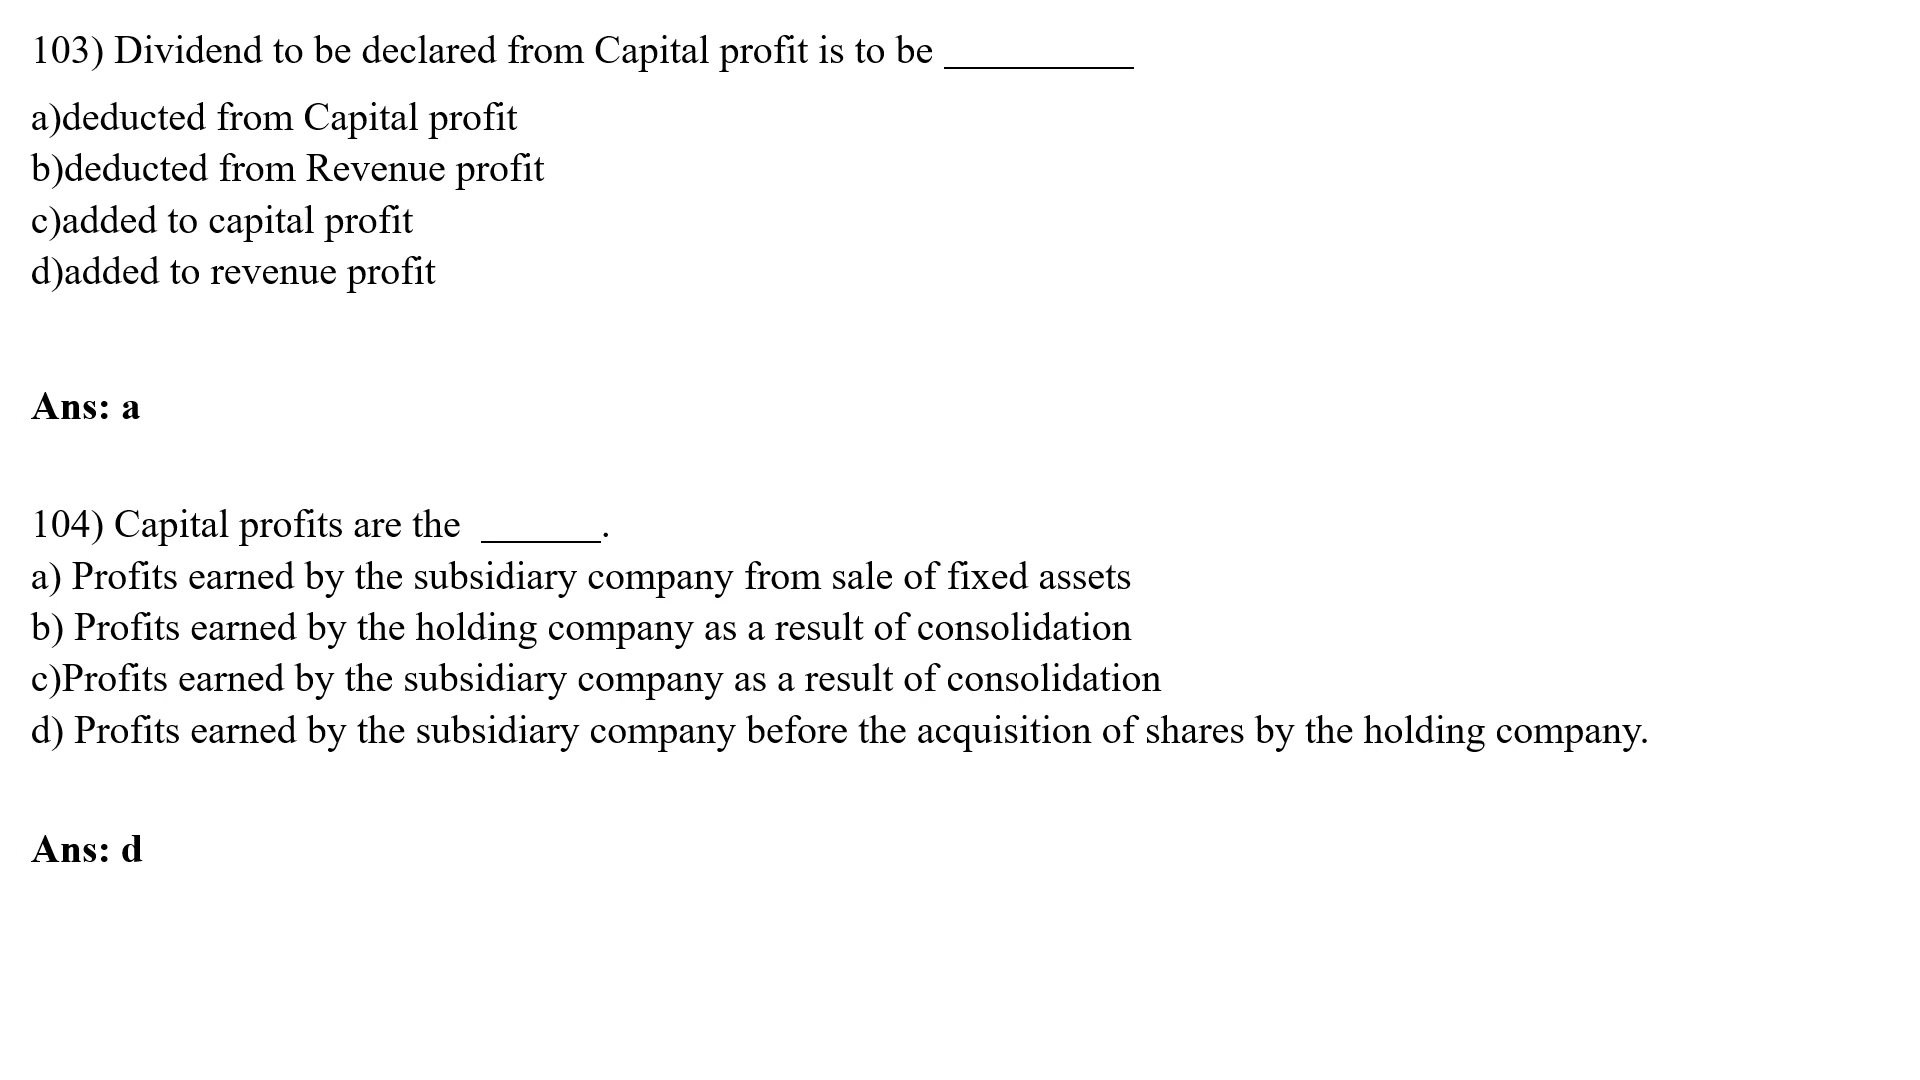 103) Dividend to be declared from Capital profit is to be __________
a)deducted from Capital profit
b)deducted from Revenue profit
c)added to capital profit
d)added to revenue profit
Ans: a
104) Capital profits are the ______.
a) Profits earned by the subsidiary company from sale of fixed assets
b) Profits earned by the holding company as a result of consolidation
c)Profits earned by the subsidiary company as a result of consolidation
d) Profits earned by the subsidiary company before the acquisition of shares by the holding company.
Ans: d